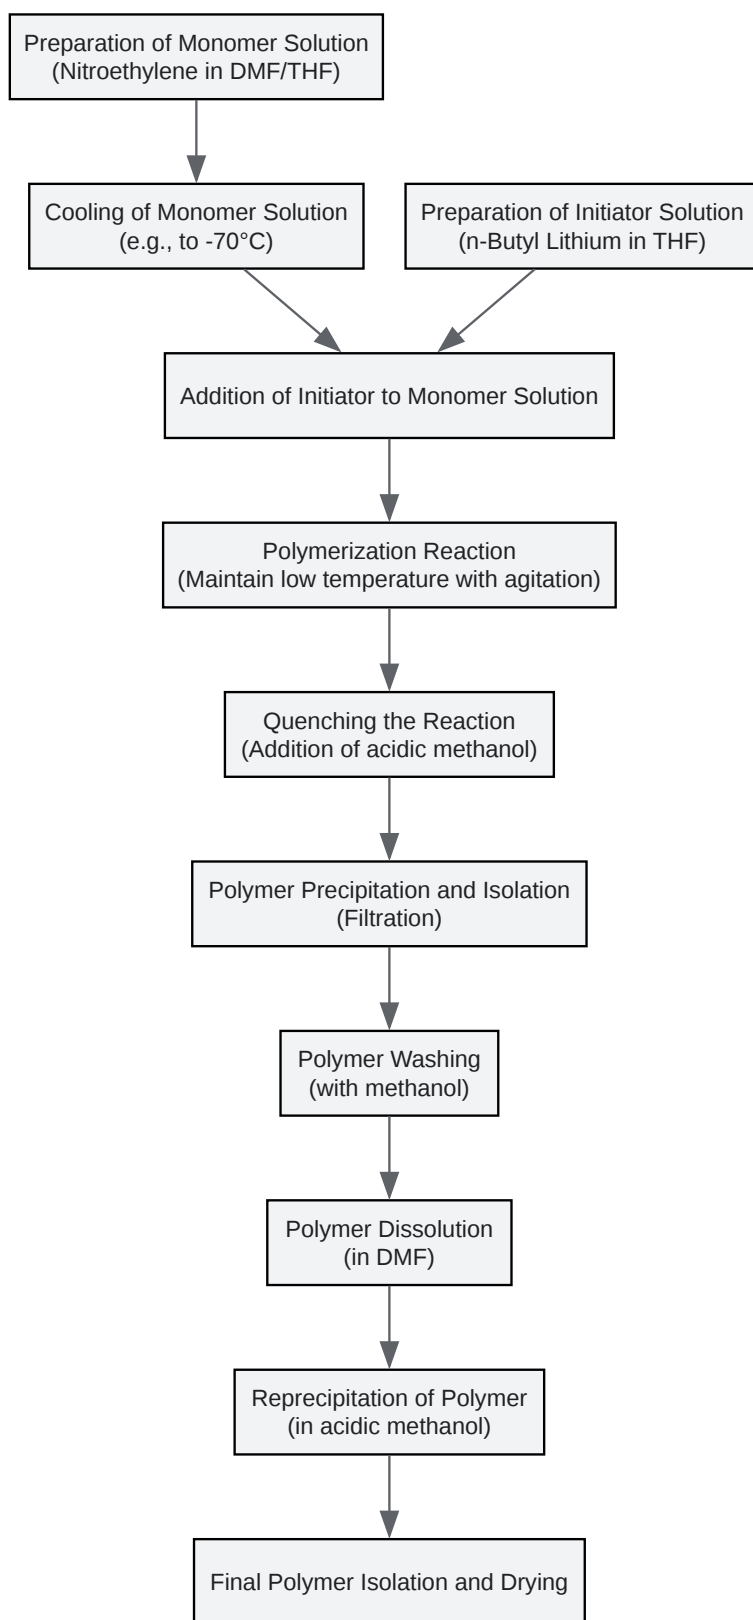 Preparation of Monomer Solution
(Nitroethylene in DMF/THF)
Cooling of Monomer Solution
(e.g., to -70°C)
Preparation of Initiator Solution
(n-Butyl Lithium in THF)
Addition of Initiator to Monomer Solution
Polymerization Reaction
(Maintain low temperature with agitation)
Quenching the Reaction
(Addition of acidic methanol)
Polymer Precipitation and Isolation
(Filtration)
Polymer Washing
(with methanol)
Polymer Dissolution
(in DMF)
Reprecipitation of Polymer
(in acidic methanol)
Final Polymer Isolation and Drying